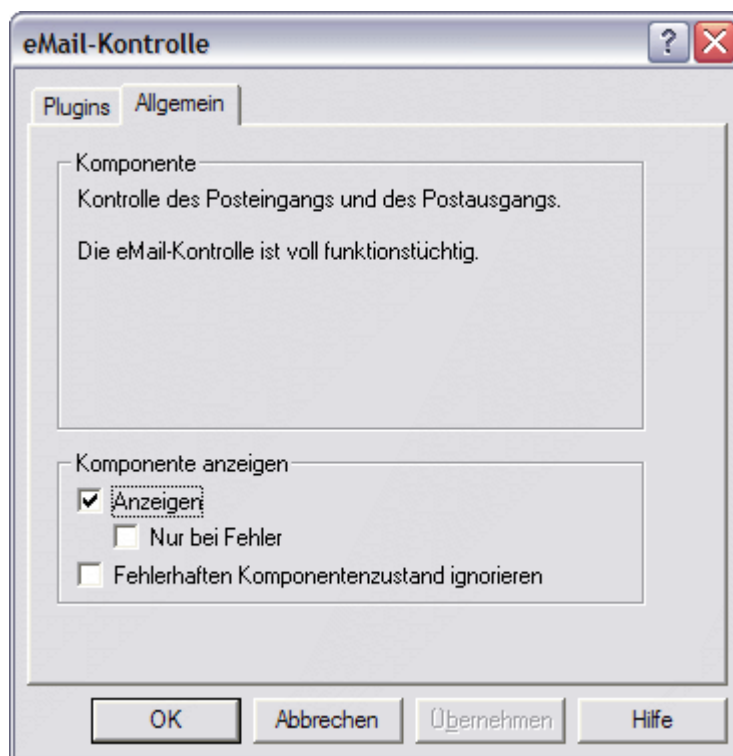 eMail-Kontrolle
?
Plugins Allgemein
Komponente
Kontrolle des Posteingangs und des Postausgangs.
Die eMail-Kontrolle ist voll funktionstüchtig.
Komponente anzeigen
Anzeigen
Nur bei Fehler
Fehlerhaften Komponentenzustand ignorieren
OK Abbrechen Übernehmen Hilfe